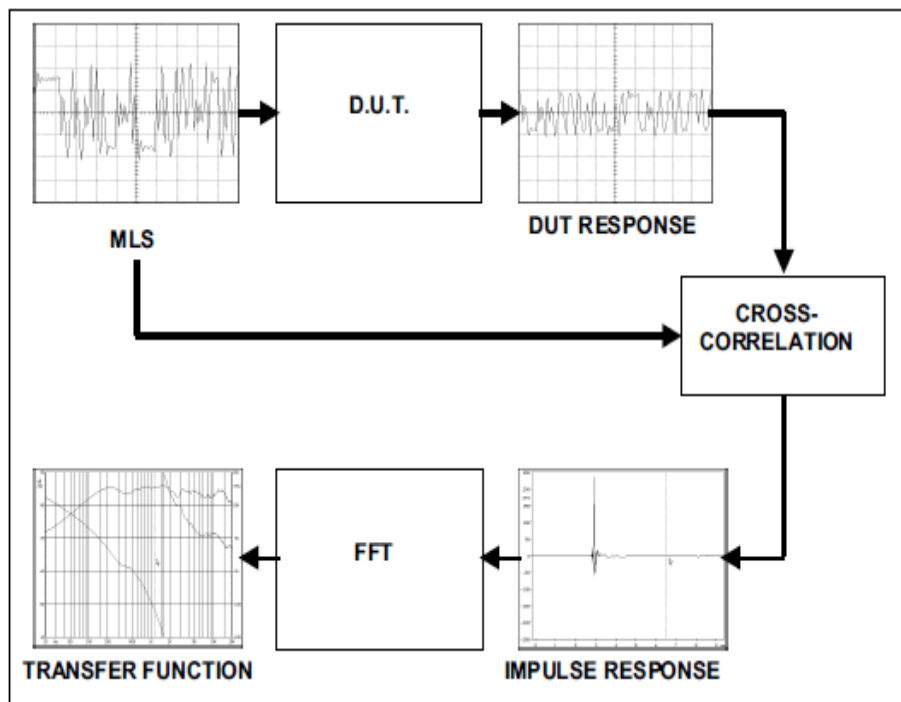 D.U.T.
MLS
DUT RESPONSE
CROSS-
CORRELATION
FFT
TRANSFER FUNCTION
IMPULSE RESPONSE